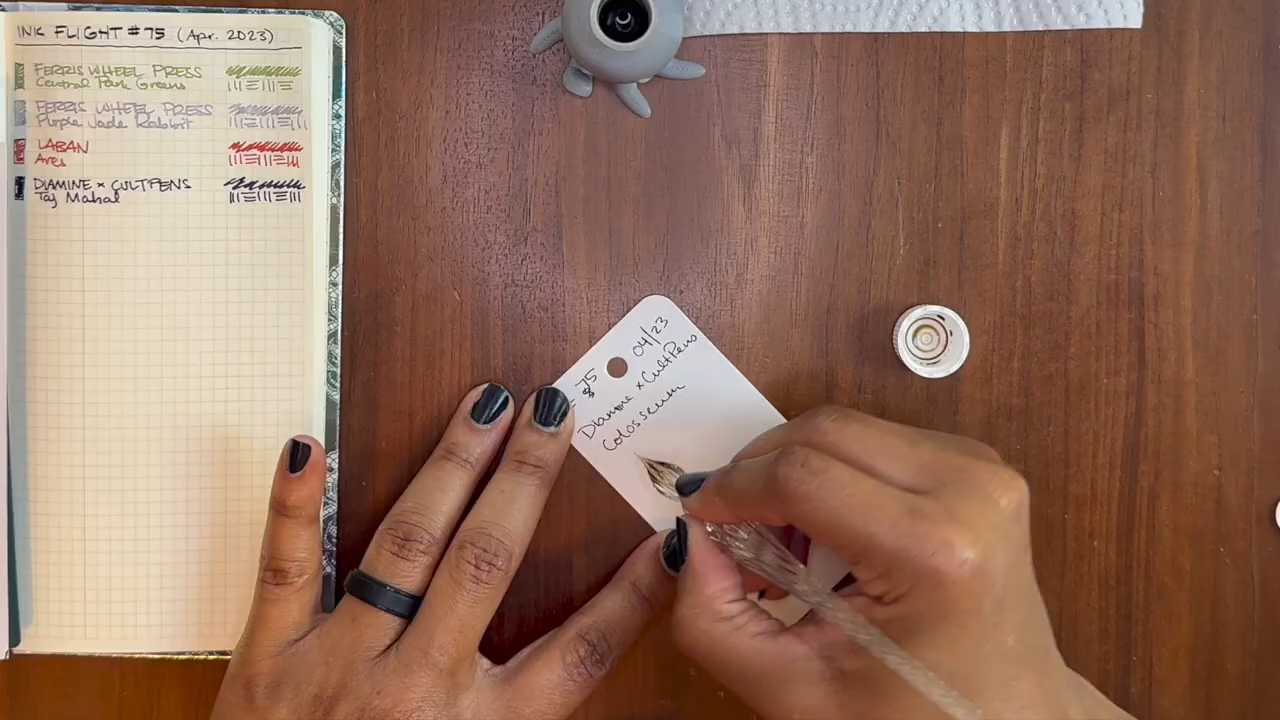 INK FLIGHT #75 (Apr. 2023)
FERRIS WHEEL PRESS
Central Park Greens
FERRIS WHEEL PRESS
Purple Jade Rabbit
LABAN
Ares
DIAMINE × CULTPENS
Taj Mahal
75 04/23
Diamine × CultPens
Colosseum